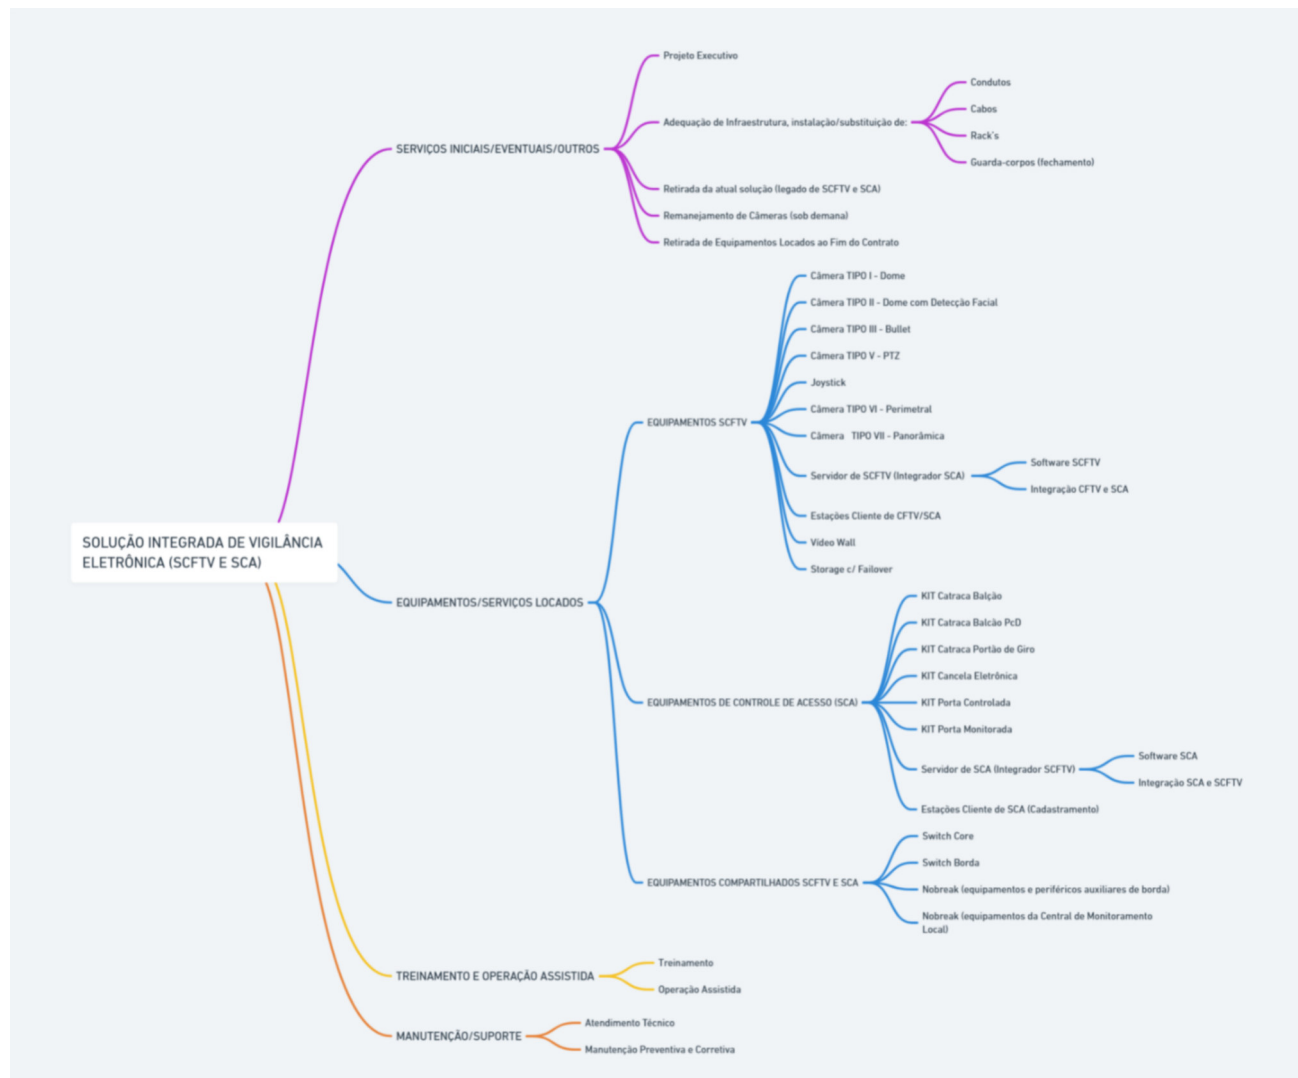 SOLUÇÃO INTEGRADA DE VIGILÂNCIA
ELETRÔNICA (SCFTV E SCA)
SERVIÇOS INICIAIS/EVENTUAIS/OUTROS
Projeto Executivo
Adequação de Infraestrutura, instalação/substituição de:
Condutos
Cabos
Rack's
Guarda-corpos (fechamento)
Retirada da atual solução (legado de SCFTV e SCA)
Remanejamento de Câmeras (sob demana)
Retirada de Equipamentos Locados ao Fim do Contrato
EQUIPAMENTOS/SERVIÇOS LOCADOS
EQUIPAMENTOS SCFTV
Câmera TIPO I - Dome
Câmera TIPO II - Dome com Detecção Facial
Câmera TIPO III - Bullet
Câmera TIPO V - PTZ
Joystick
Câmera TIPO VI - Perimetral
Câmera TIPO VII - Panorâmica
Servidor de SCFTV (Integrador SCA)
Software SCFTV
Integração CFTV e SCA
Estações Cliente de CFTV/SCA
Vídeo Wall
Storage c/ Failover
EQUIPAMENTOS DE CONTROLE DE ACESSO (SCA)
KIT Catraca Balção
KIT Catraca Balcão PcD
KIT Catraca Portão de Giro
KIT Cancela Eletrônica
KIT Porta Controlada
KIT Porta Monitorada
Servidor de SCA (Integrador SCFTV)
Software SCA
Integração SCA e SCFTV
Estações Cliente de SCA (Cadastramento)
EQUIPAMENTOS COMPARTILHADOS SCFTV E SCA
Switch Core
Switch Borda
Nobreak (equipamentos e periféricos auxiliares de borda)
Nobreak (equipamentos da Central de Monitoramento
Local)
TREINAMENTO E OPERAÇÃO ASSISTIDA
Treinamento
Operação Assistida
MANUTENÇÃO/SUPORTE
Atendimento Técnico
Manutenção Preventiva e Corretiva